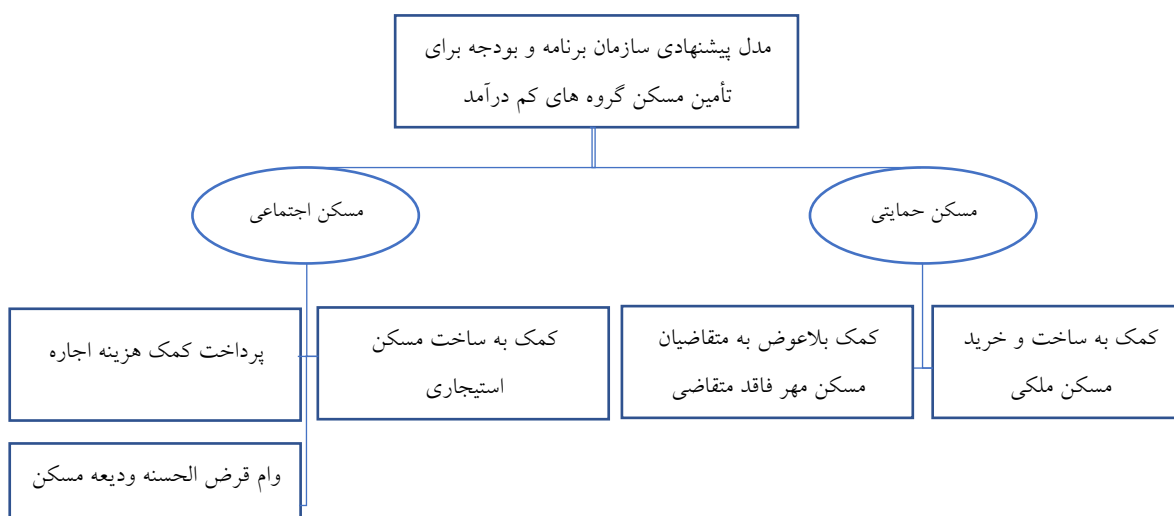 مدل پیشنهادی سازمان برنامه و بودجه برای
تأمین مسکن گروه های کم درآمد
مسکن حمایتی
مسکن اجتماعی
کمک به ساخت و خرید
مسکن ملکی
کمک بلاعوض به متقاضیان
مسکن مهر فاقد متقاضی
کمک به ساخت مسکن
استیجاری
پرداخت کمک هزینه اجاره
وام قرض الحسنه ودیعه مسکن